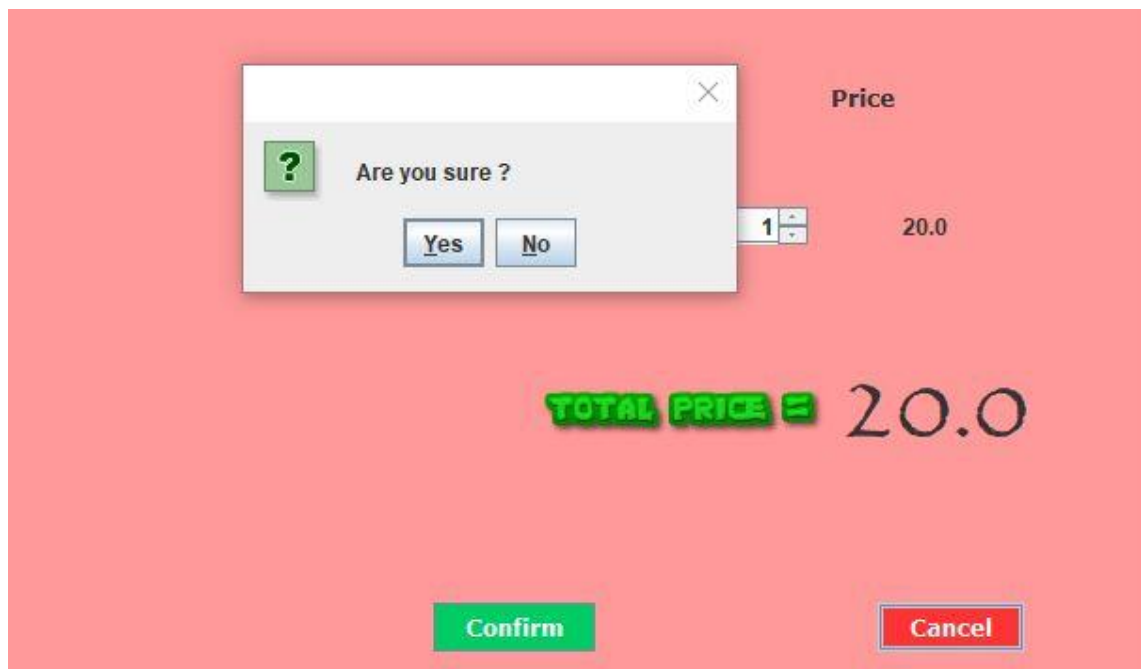 Price
?
Are you sure ?
Yes No
1 20.0
TOTAL PRICE = 20.0
Confirm Cancel